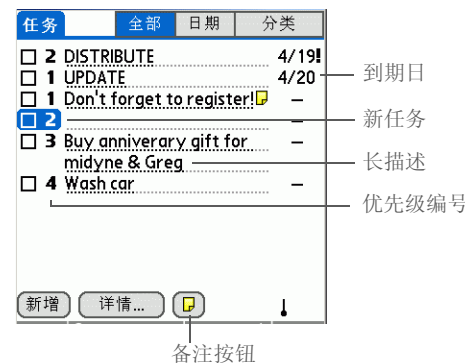 任务 全部 日期 分类
2 DISTRIBUTE 4/19!
1 UPDATE 4/20
到期日
1 Don't forget to register! –
2 –
新任务
3 Buy anniverary gift for –
midyne & Greg
长描述
4 Wash car –
优先级编号
新增 详情...
备注按钮